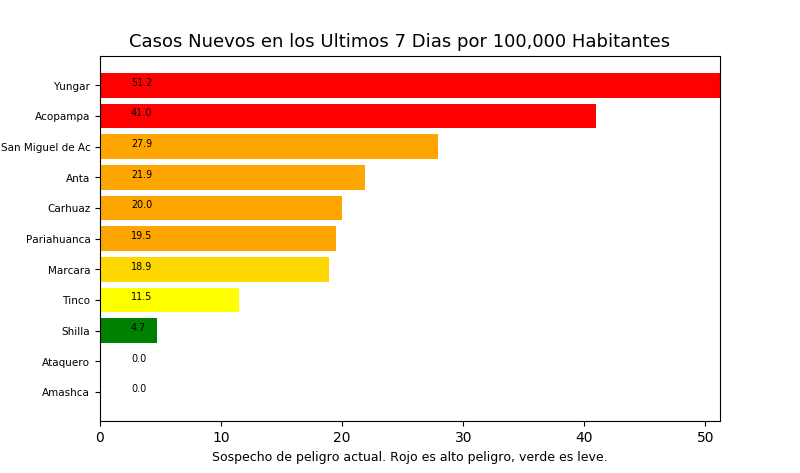 Casos Nuevos en los Ultimos 7 Dias por 100,000 Habitantes
Yungar 51.2
Acopampa 41.0
San Miguel de Ac 27.9
Anta 21.9
Carhuaz 20.0
Pariahuanca 19.5
Marcara 18.9
Tinco 11.5
Shilla 4.7
Ataquero 0.0
Amashca 0.0
0 10 20 30 40 50
Sospecho de peligro actual. Rojo es alto peligro, verde es leve.